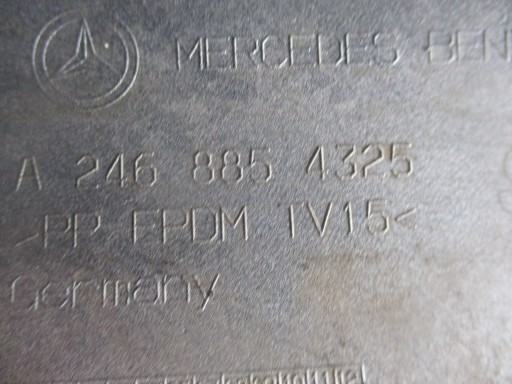 MERCEDES BEN
A 246 885 4325
>PP EPDM TV15<
Germany